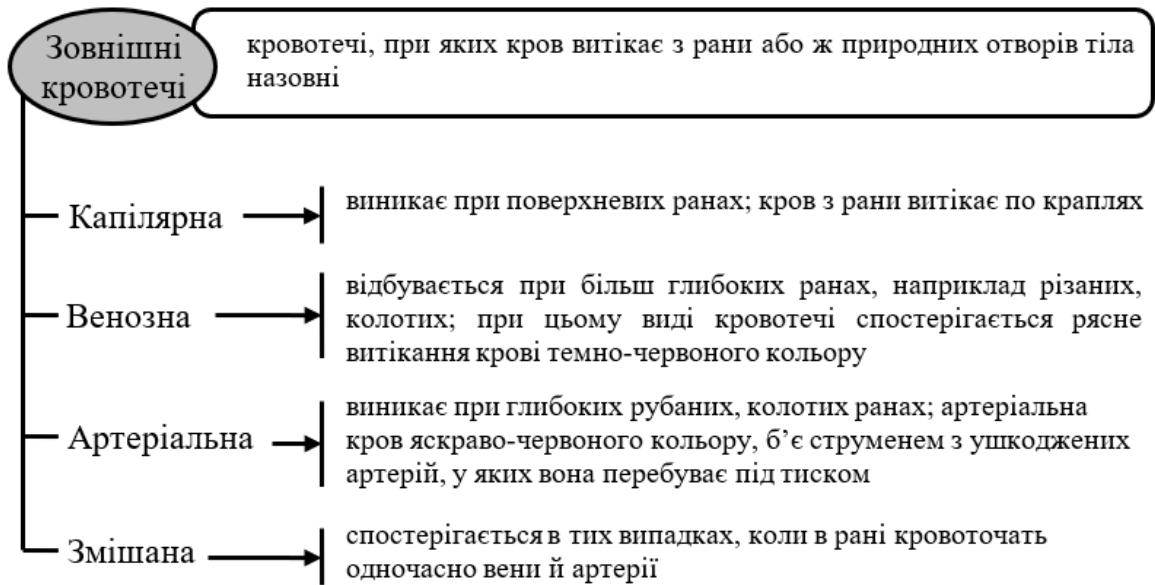 Зовнішні
кровотечі
кровотечі, при яких кров витікає з рани або ж природних отворів тіла
назовні
Капілярна
виникає при поверхневих ранах; кров з рани витікає по краплях
Венозна
відбувається при більш глибоких ранах, наприклад різаних,
колотих; при цьому виді кровотечі спостерігається рясне
витікання крові темно-червоного кольору
Артеріальна
виникає при глибоких рубаних, колотих ранах; артеріальна
кров яскраво-червоного кольору, б’є струменем з ушкоджених
артерій, у яких вона перебуває під тиском
Змішана
спостерігається в тих випадках, коли в рані кровоточать
одночасно вени й артерії